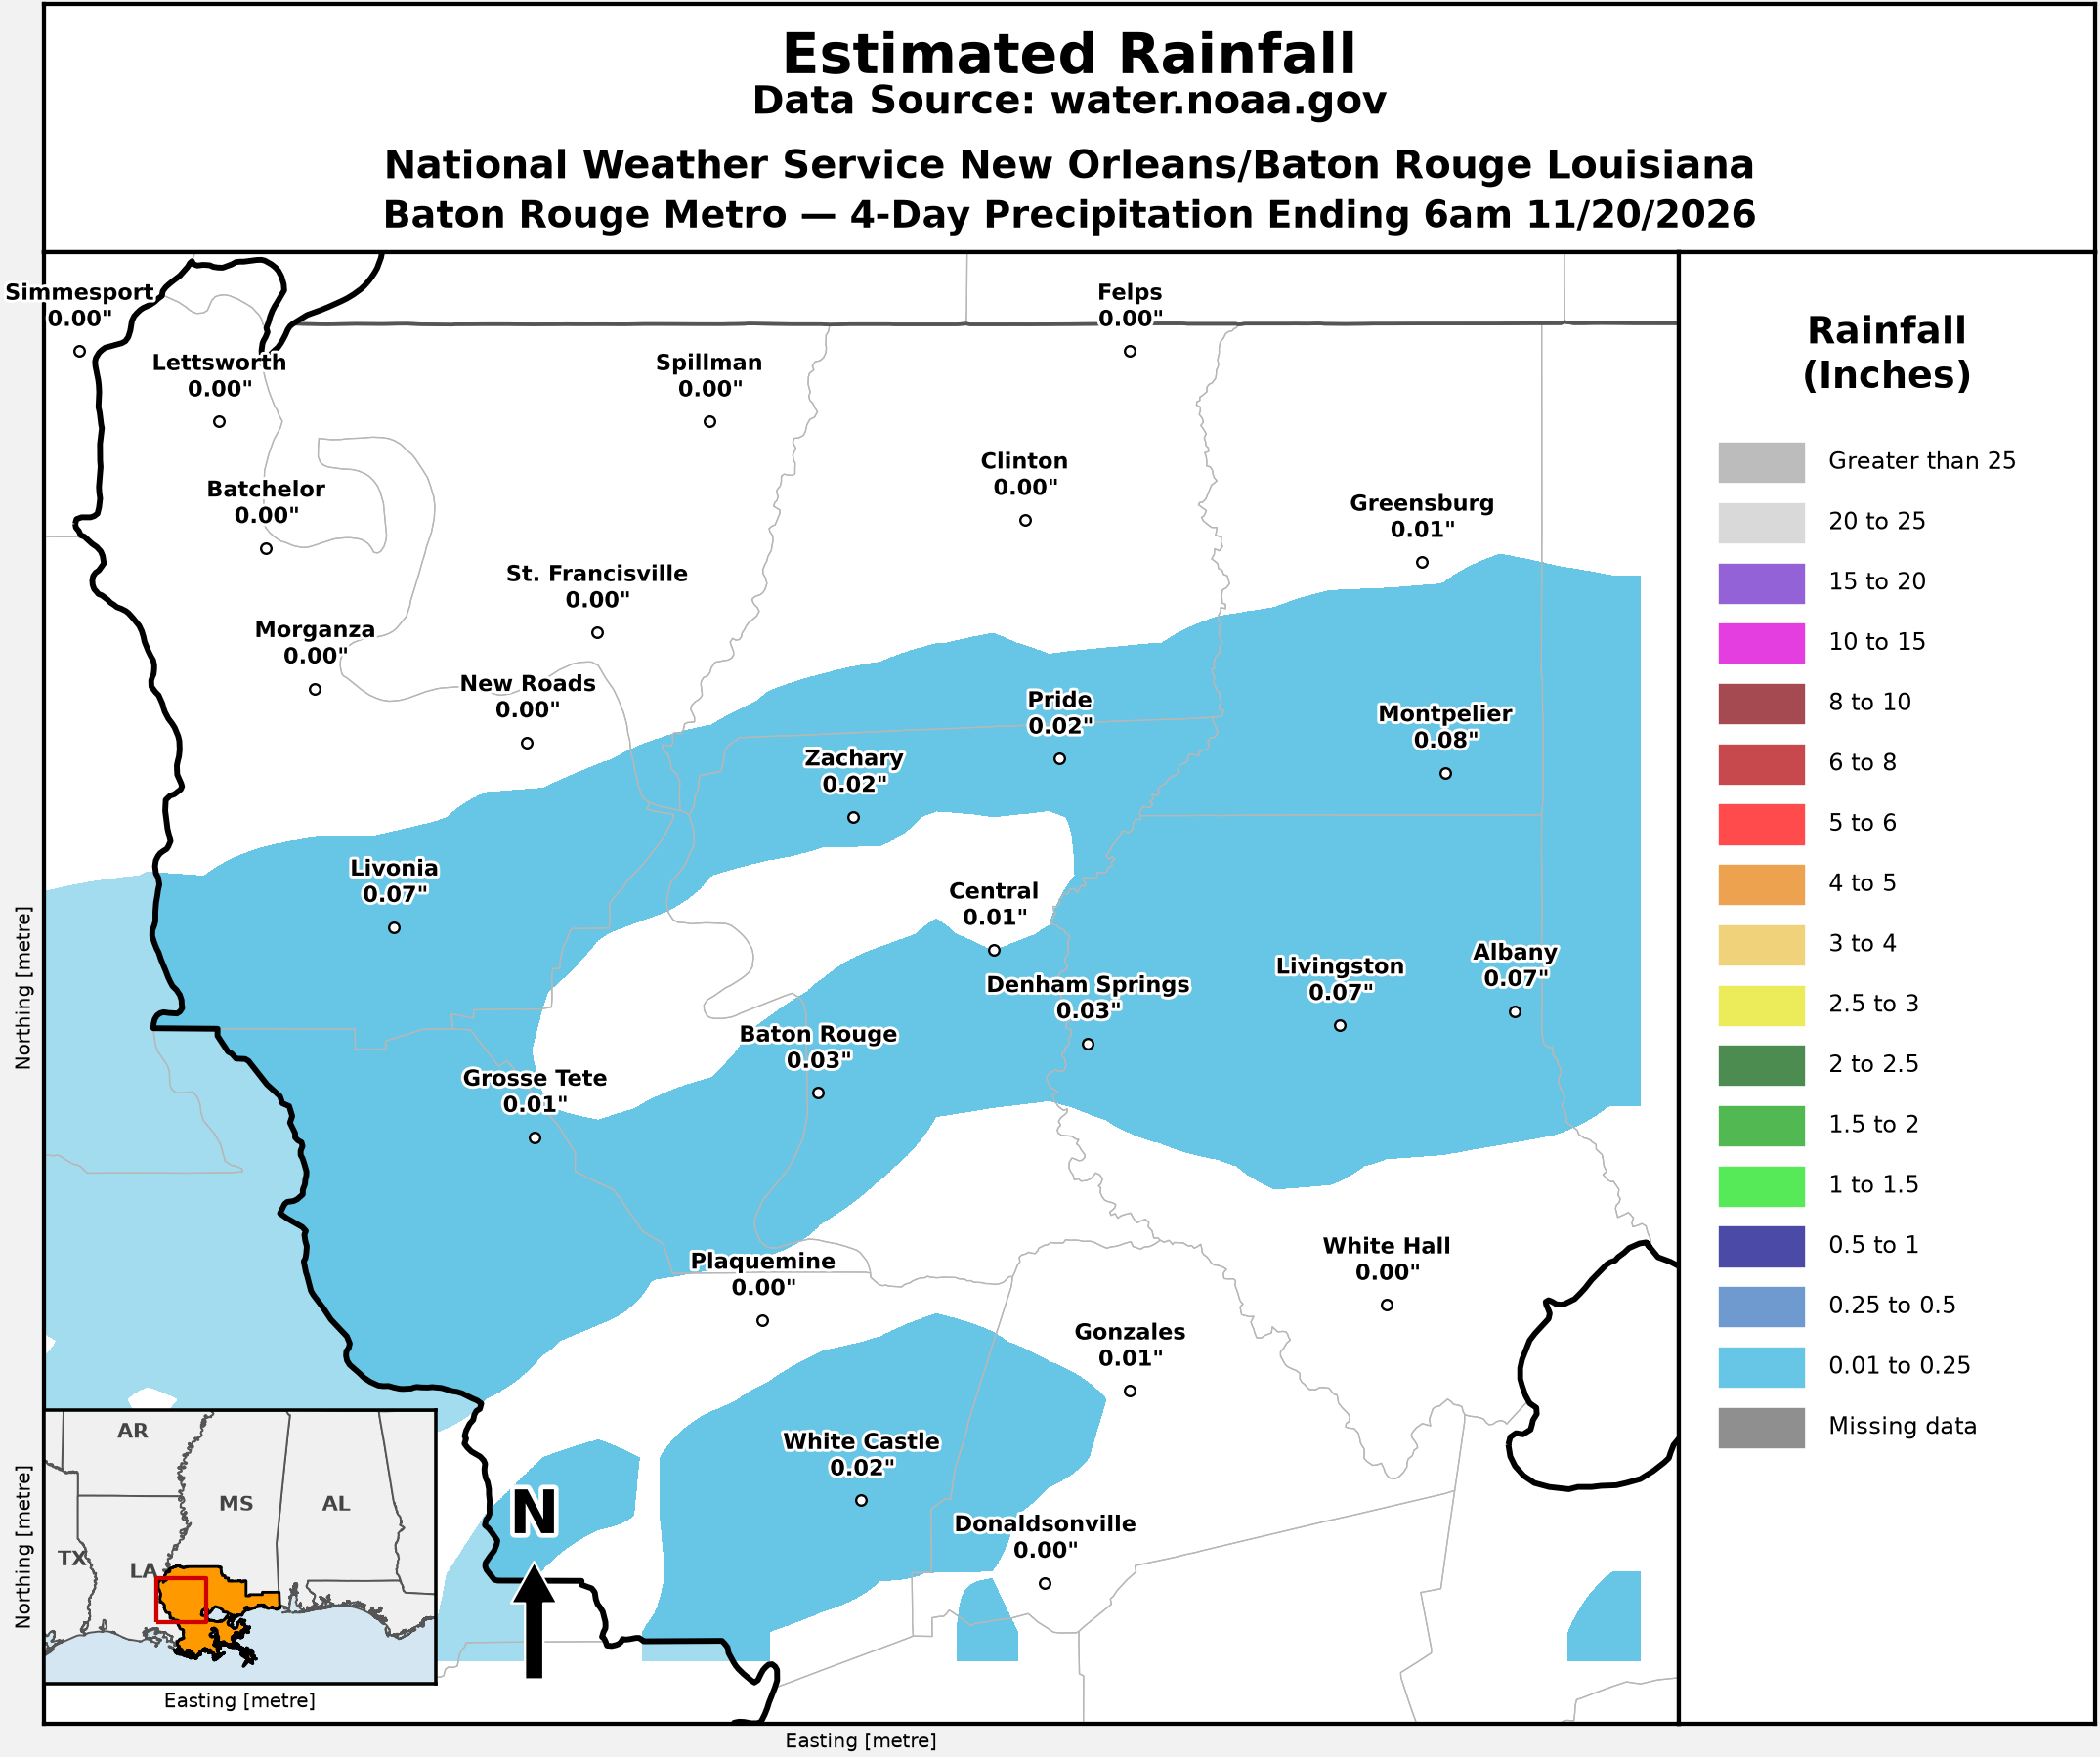 Estimated Rainfall
Data Source: water.noaa.gov
National Weather Service New Orleans/Baton Rouge Louisiana
Baton Rouge Metro — 4-Day Precipitation Ending 6am 11/20/2026
Simmesport
0.00"
Felps
0.00"
Lettsworth
0.00"
Spillman
0.00"
Clinton
0.00"
Batchelor
0.00"
Greensburg
0.01"
St. Francisville
0.00"
Morganza
0.00"
New Roads
0.00"
Pride
0.02"
Montpelier
0.08"
Zachary
0.02"
Livonia
0.07"
Central
0.01"
Albany
0.07"
Livingston
0.07"
Denham Springs
0.03"
Baton Rouge
0.03"
Grosse Tete
0.01"
White Hall
0.00"
Plaquemine
0.00"
Gonzales
0.01"
White Castle
0.02"
Donaldsonville
0.00"
N
AR
MS
AL
TX
LA
Northing [metre]
Northing [metre]
Easting [metre]
Easting [metre]
Rainfall
(Inches)
Greater than 25
20 to 25
15 to 20
10 to 15
8 to 10
6 to 8
5 to 6
4 to 5
3 to 4
2.5 to 3
2 to 2.5
1.5 to 2
1 to 1.5
0.5 to 1
0.25 to 0.5
0.01 to 0.25
Missing data